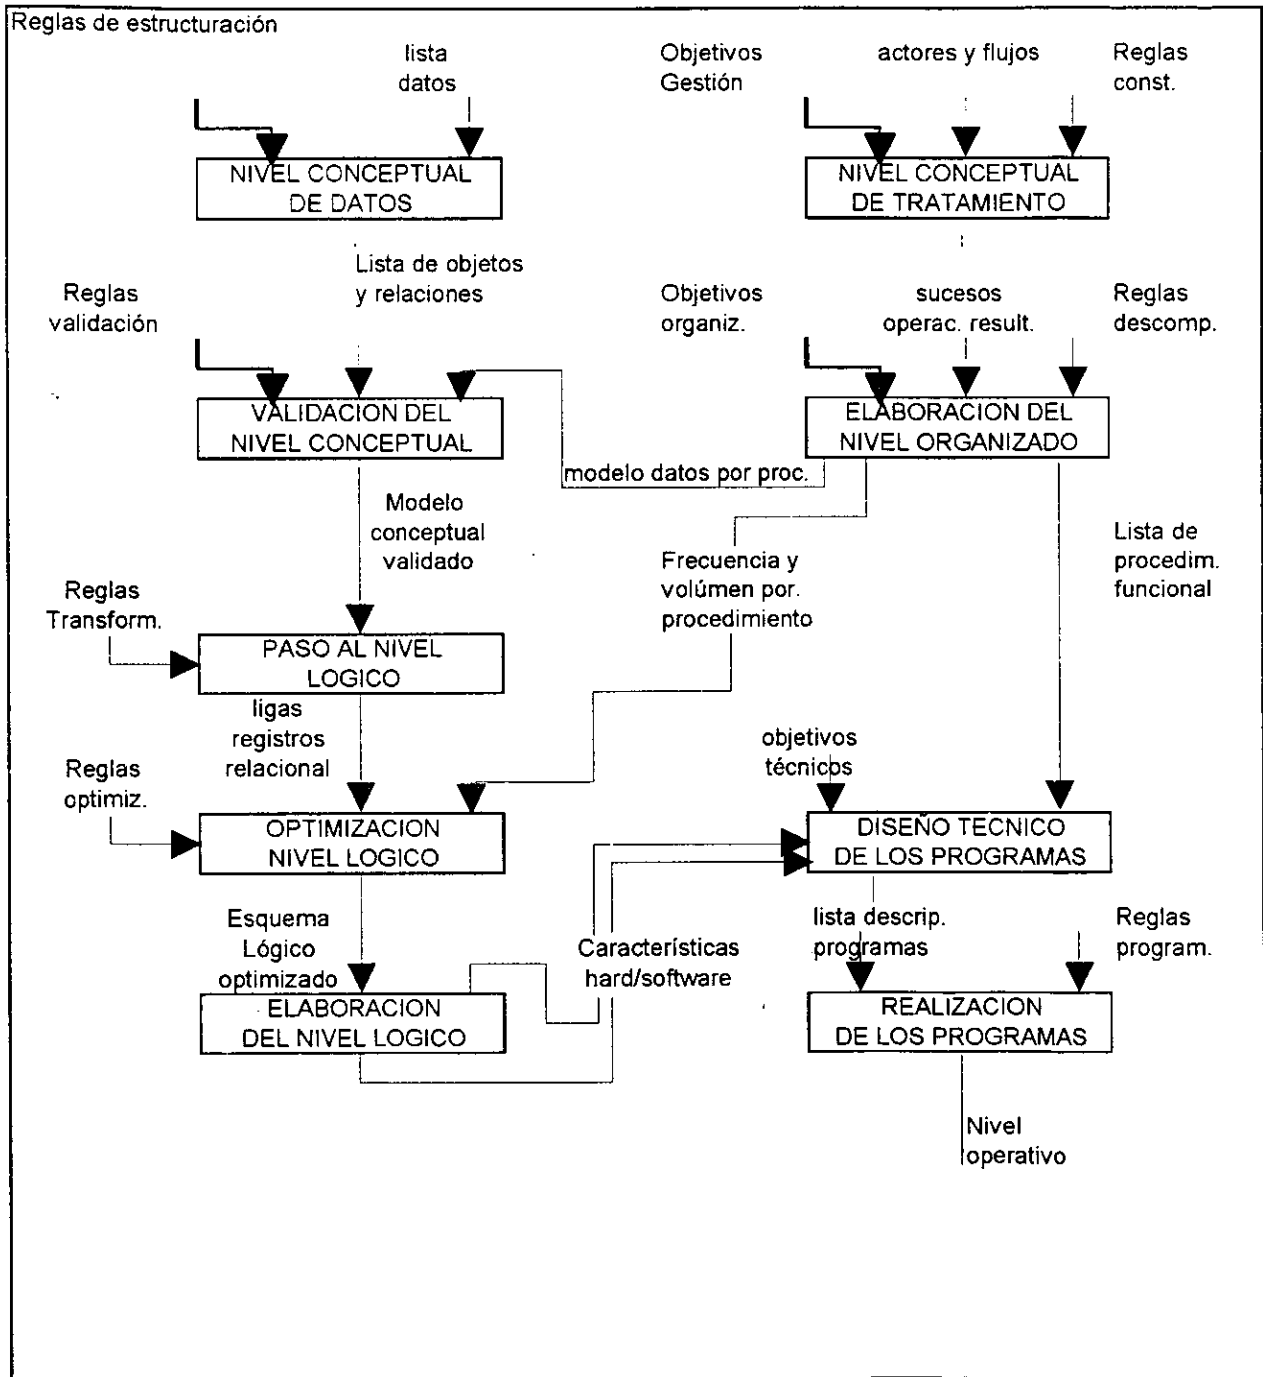 Reglas de estructuración
lista
datos
Objetivos
Gestión
actores y flujos
Reglas
const.
NIVEL CONCEPTUAL
DE DATOS
NIVEL CONCEPTUAL
DE TRATAMIENTO
Lista de objetos
y relaciones
Reglas
validación
Objetivos
organiz.
sucesos
operac. result.
Reglas
descomp.
VALIDACION DEL
NIVEL CONCEPTUAL
ELABORACION DEL
NIVEL ORGANIZADO
modelo datos por proc.
Modelo
conceptual
validado
Frecuencia y
volúmen por.
procedimiento
Lista de
procedim.
funcional
Reglas
Transform.
PASO AL NIVEL
LOGICO
ligas
registros
relacional
Reglas
optimiz.
objetivos
técnicos
OPTIMIZACION
NIVEL LOGICO
DISEÑO TECNICO
DE LOS PROGRAMAS
Esquema
Lógico
optimizado
Característícas
hard/software
lista descrip.
programas
Reglas
program.
ELABORACION
DEL NIVEL LOGICO
REALIZACION
DE LOS PROGRAMAS
Nivel
operativo